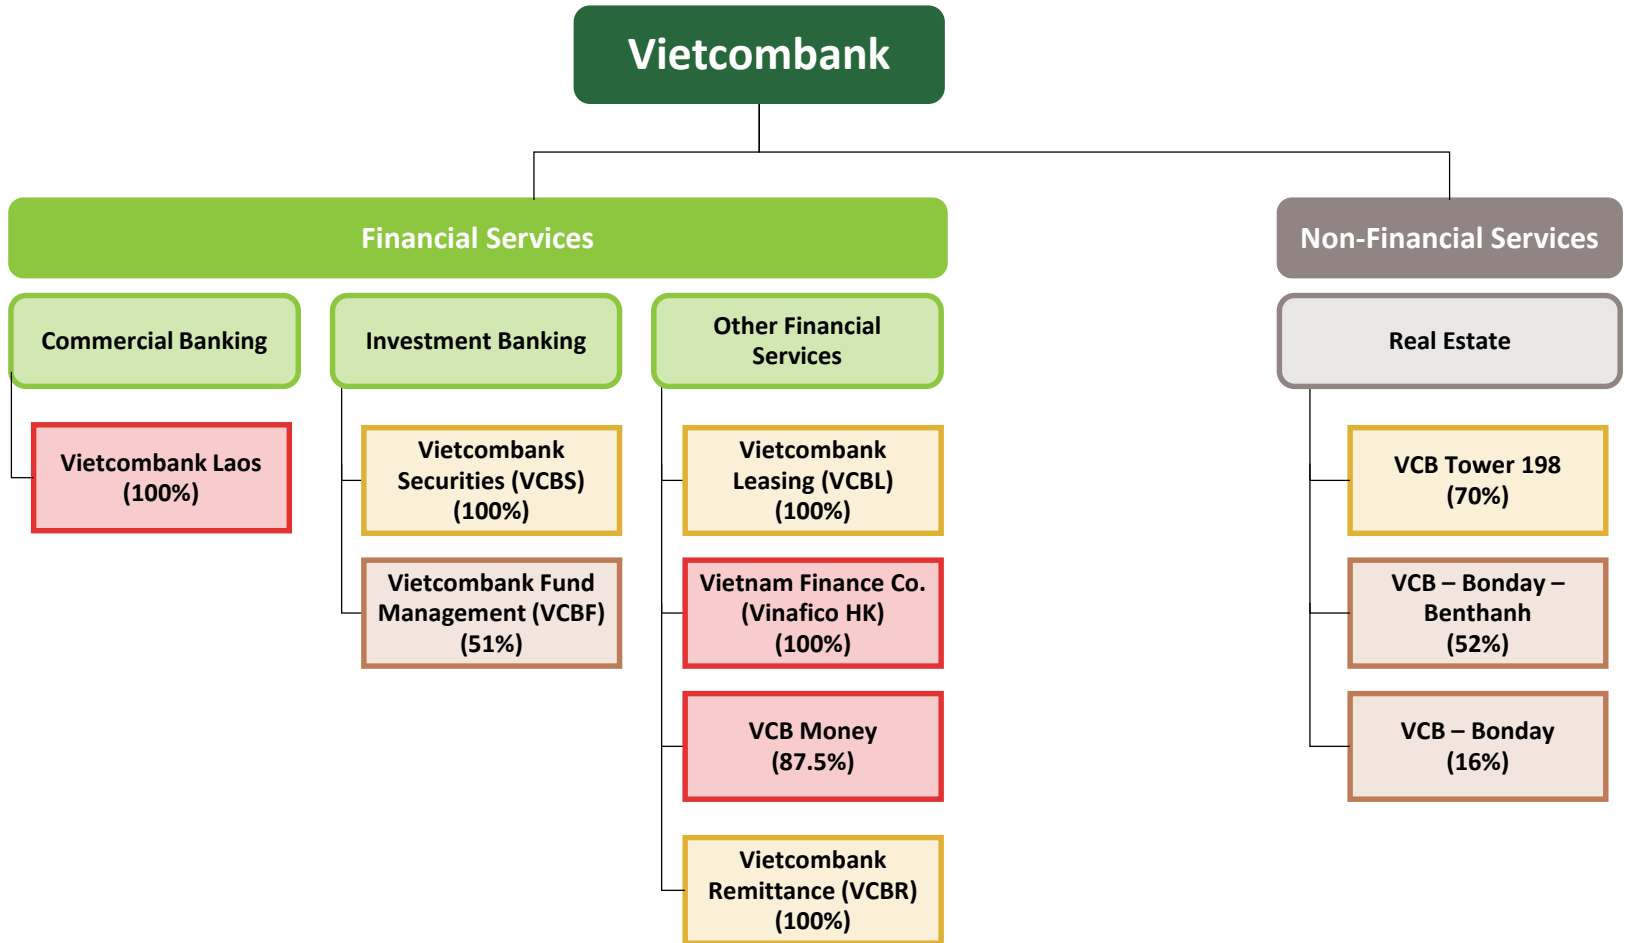 Vietcombank
Financial Services
Non-Financial Services
Commercial Banking
Investment Banking
Other Financial
Services
Real Estate
Vietcombank Laos
(100%)
Vietcombank
Securities (VCBS)
(100%)
Vietcombank Fund
Management (VCBF)
(51%)
Vietcombank
Leasing (VCBL)
(100%)
Vietnam Finance Co.
(Vinafico HK)
(100%)
VCB Money
(87.5%)
Vietcombank
Remittance (VCBR)
(100%)
VCB Tower 198
(70%)
VCB – Bonday –
Benthanh
(52%)
VCB – Bonday
(16%)